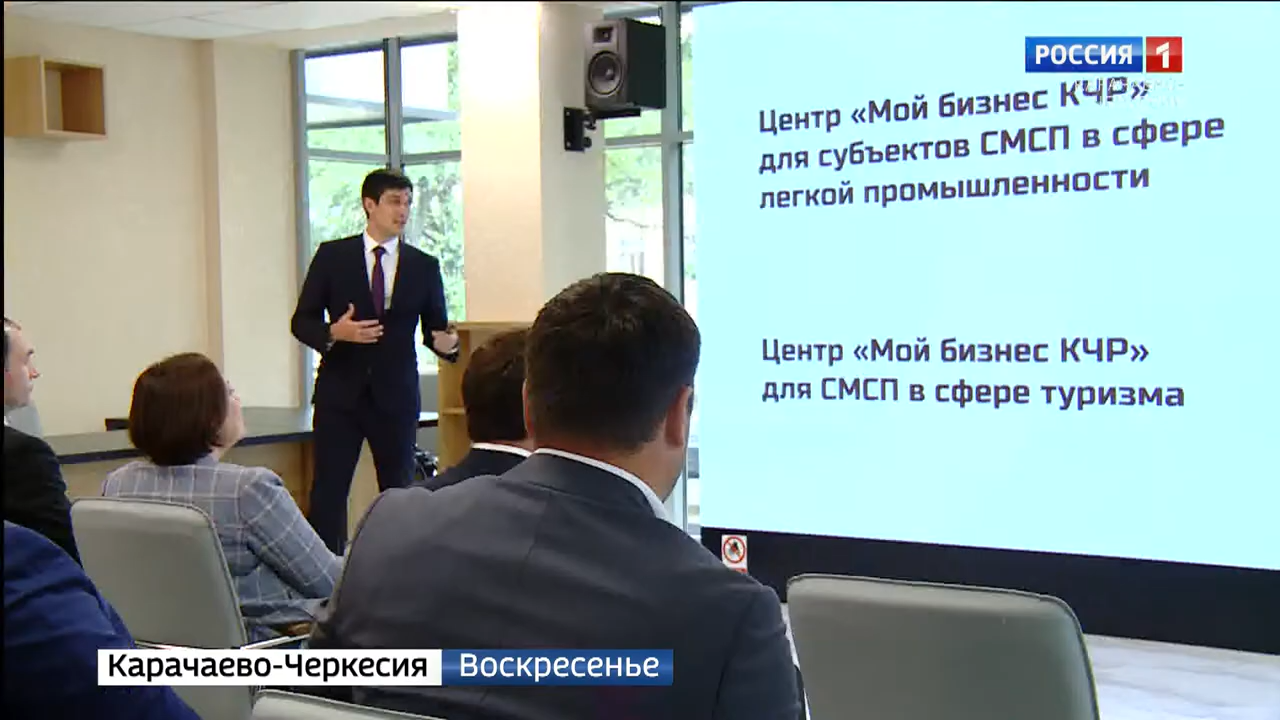 РОССИЯ 1
Центр «Мой бизнес КЧР»
для субъектов СМСП в сфере
легкой промышленности
Центр «Мой бизнес КЧР»
для СМСП в сфере туризма
Карачаево-Черкесия Воскресенье